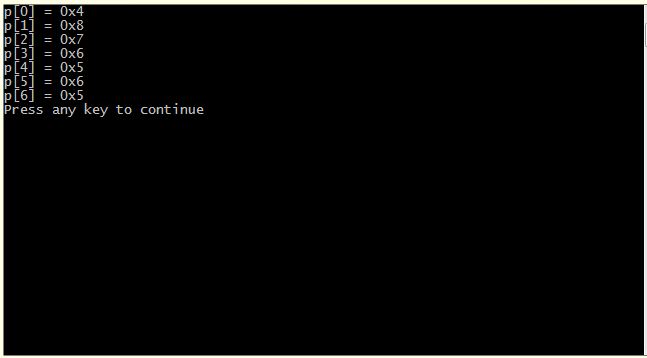 p[0] = 0x4
p[1] = 0x8
p[2] = 0x7
p[3] = 0x6
p[4] = 0x5
p[5] = 0x6
p[6] = 0x5
Press any key to continue